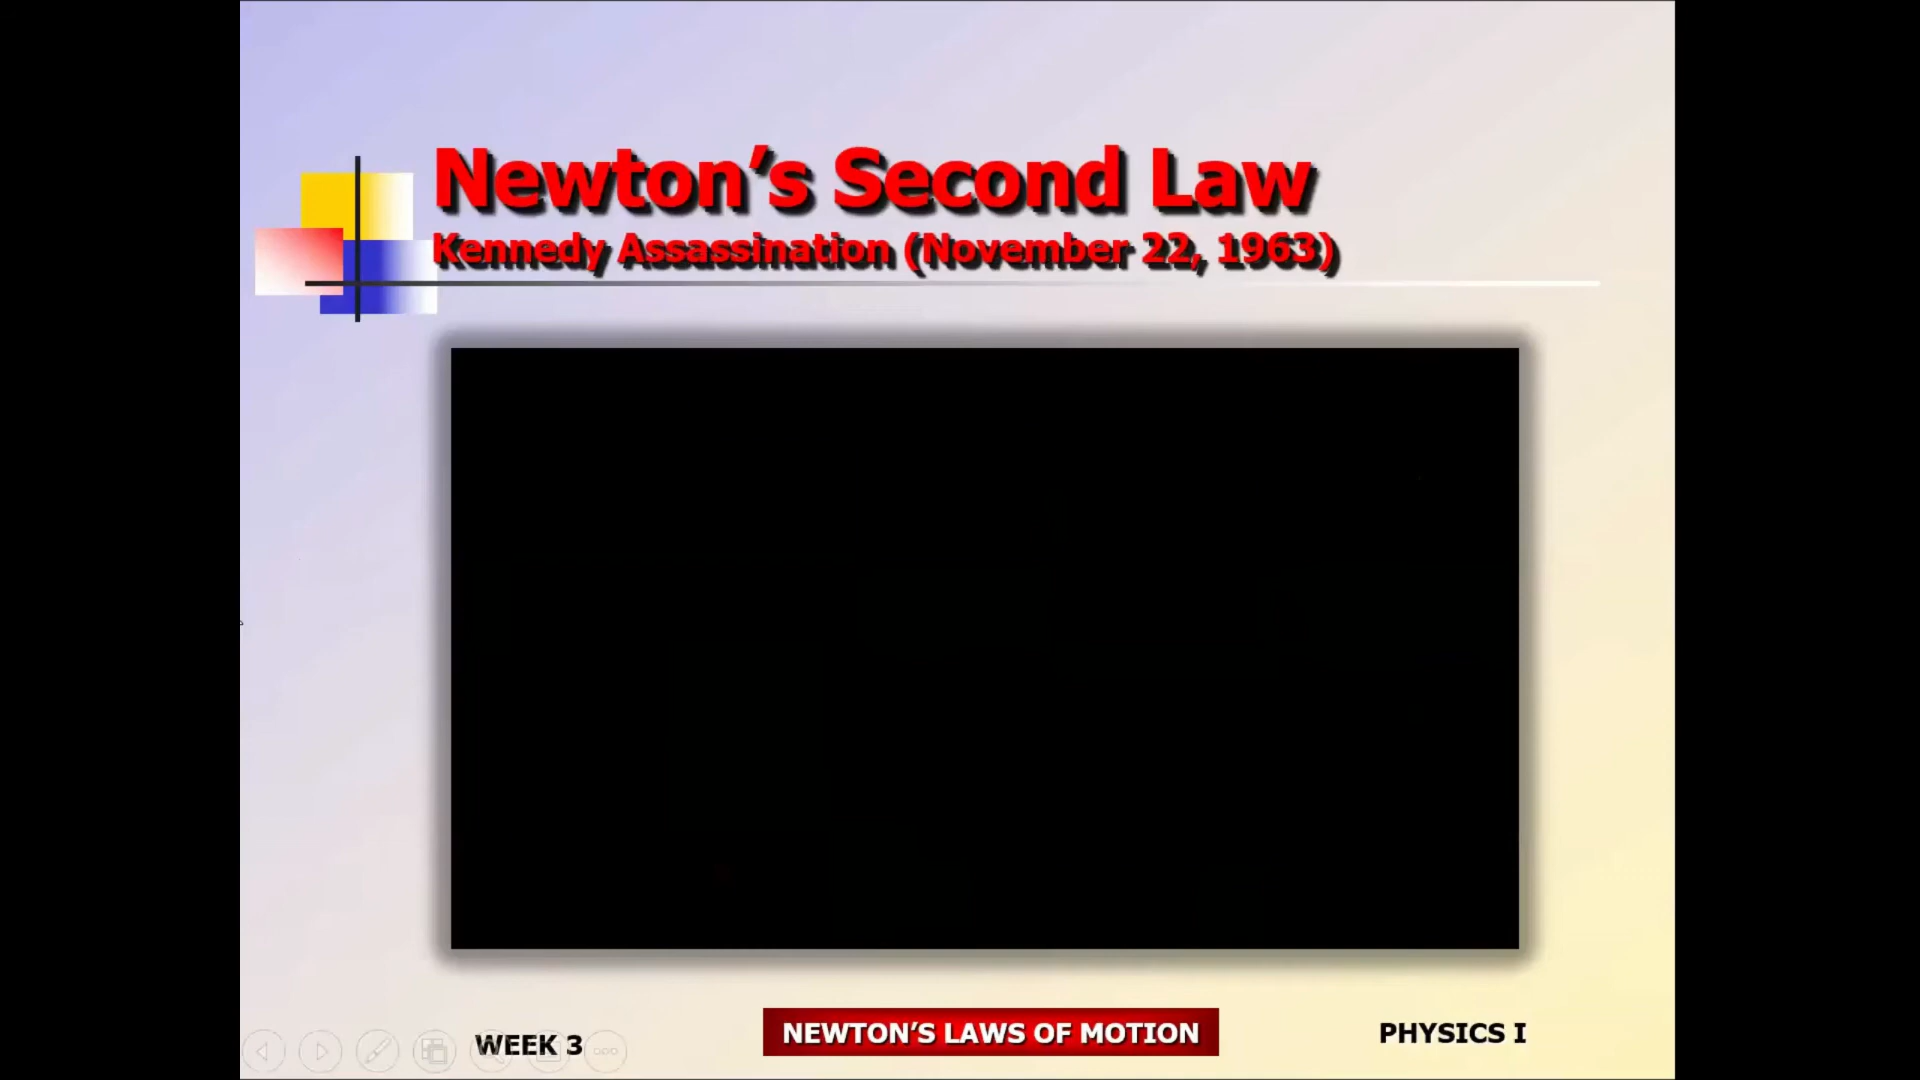 Newton’s Second Law
Kennedy Assassination (November 22, 1963)
WEEK 3
NEWTON’S LAWS OF MOTION
PHYSICS I